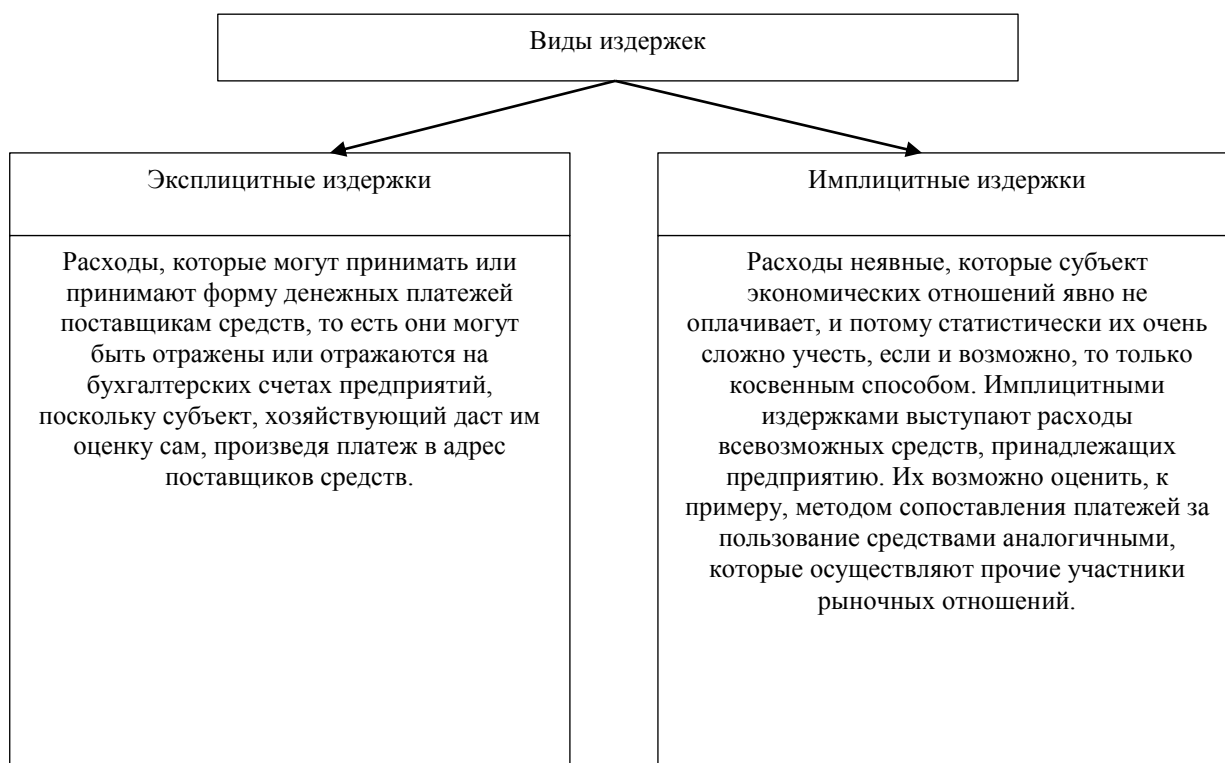 Виды издержек
Эксплицитные издержки
Расходы, которые могут принимать или
принимают форму денежных платежей
поставщикам средств, то есть они могут
быть отражены или отражаются на
бухгалтерских счетах предприятий,
поскольку субъект, хозяйствующий даст им
оценку сам, произведя платеж в адрес
поставщиков средств.
Имплицитные издержки
Расходы неявные, которые субъект
экономических отношений явно не
оплачивает, и потому статистически их очень
сложно учесть, если и возможно, то только
косвенным способом. Имплицитными
издержками выступают расходы
всевозможных средств, принадлежащих
предприятию. Их возможно оценить, к
примеру, методом сопоставления платежей за
пользование средствами аналогичными,
которые осуществляют прочие участники
рыночных отношений.